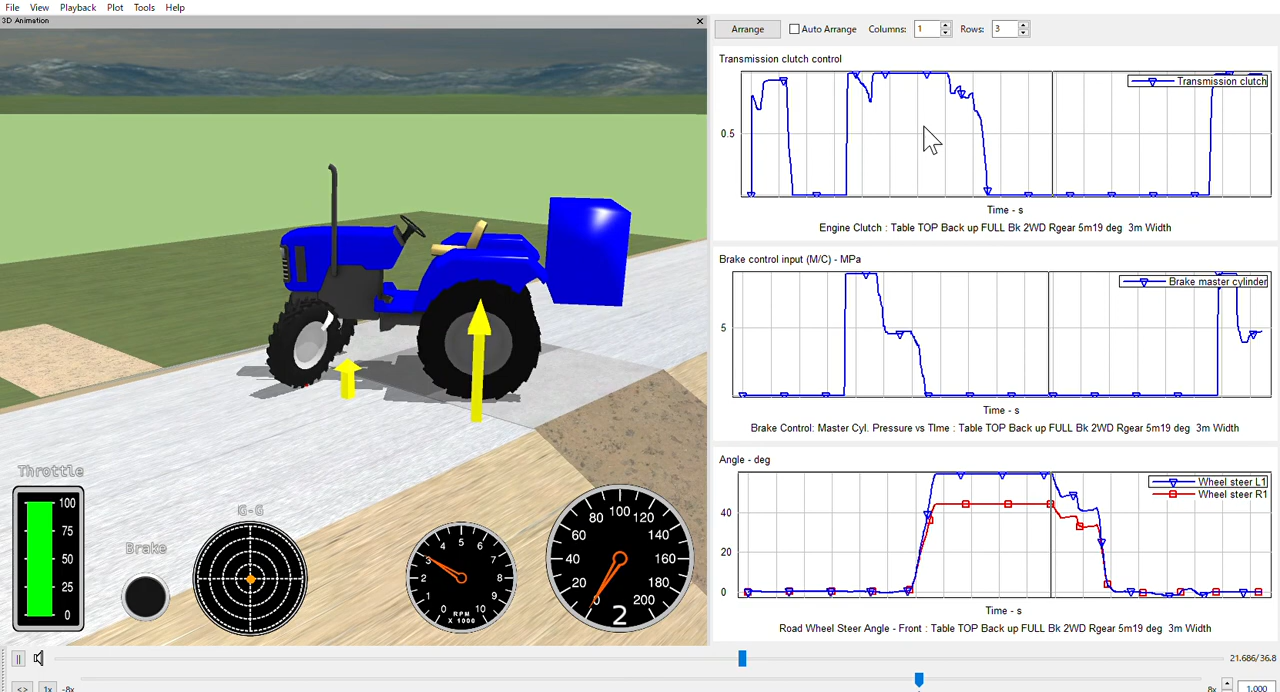 File View Playback Plot Tools Help
3D Animation
Arrange Auto Arrange Columns: 1 Rows: 3
Transmission clutch control
Transmission clutch
0.5
Time - s
Engine Clutch : Table TOP Back up FULL Bk 2WD Rgear 5m19 deg 3m Width
Brake control input (M/C) - MPa
Brake master cylinder
5
Time - s
Brake Control: Master Cyl. Pressure vs TIme : Table TOP Back up FULL Bk 2WD Rgear 5m19 deg 3m Width
Angle - deg
Wheel steer L1
Wheel steer R1
40
20
0
Time - s
Road Wheel Steer Angle - Front : Table TOP Back up FULL Bk 2WD Rgear 5m19 deg 3m Width
Throttle
100
75
50
25
0
Brake
G-G
0 1 2 3 4 5 6 7 8 9 10
RPM
X 1000
0 20 40 60 80 100 120 140 160 180 200
2
21.686/36.8
<> 1x -8x 8x 1.000